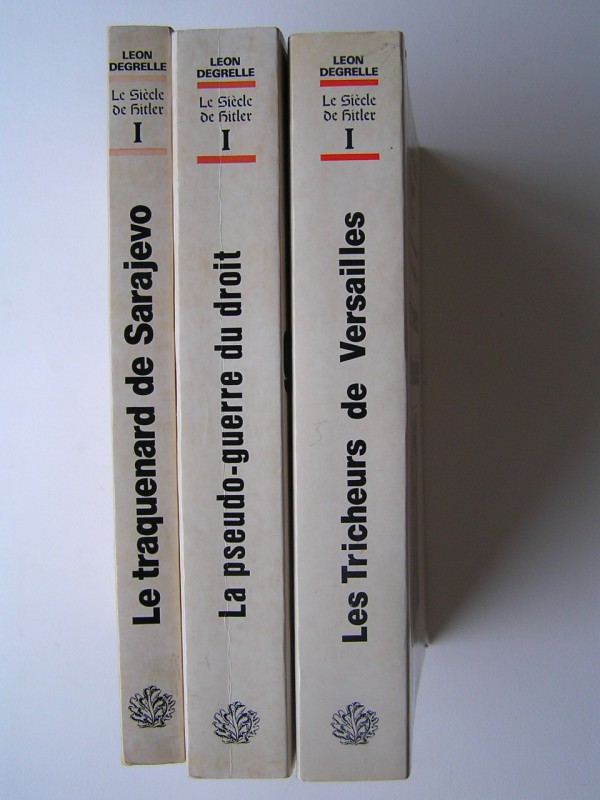 LEON
DEGRELLE
Le Siècle
de Hitler
I
Le traquenard de Sarajevo
LEON
DEGRELLE
Le Siècle
de Hitler
I
La pseudo-guerre du droit
LEON
DEGRELLE
Le Siècle
de Hitler
I
Les Tricheurs de Versailles